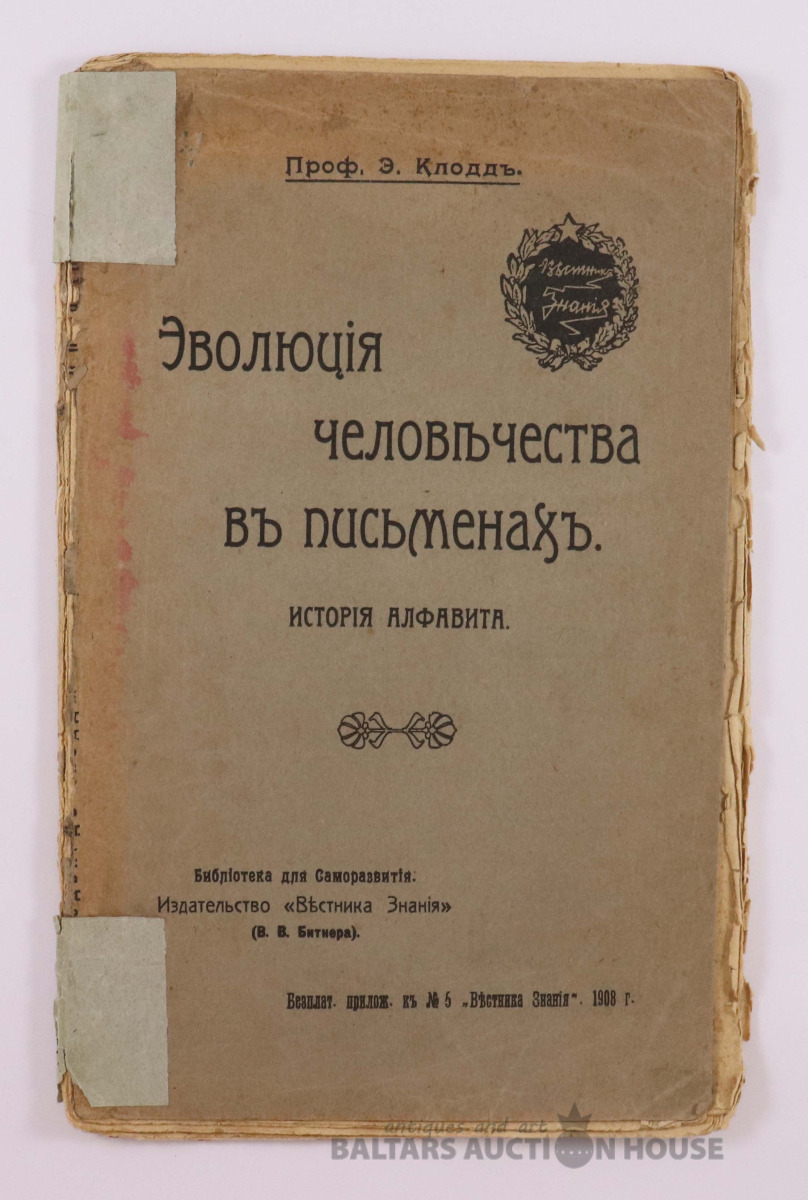 Проф. Э. Клоддъ.
Вѣстникъ
Знанія
Эволюція
человѣчества
въ письменахъ.
ИСТОРІЯ АЛФАВИТА.
Библіотека для Саморазвитія.
Издательство «Вѣстника Знанія»
(В. В. Битнера).
Безплат. прилож. къ № 5 „Вѣстника Знанія“. 1908 г.
antiques and art
BALTARS AUCTION HOUSE